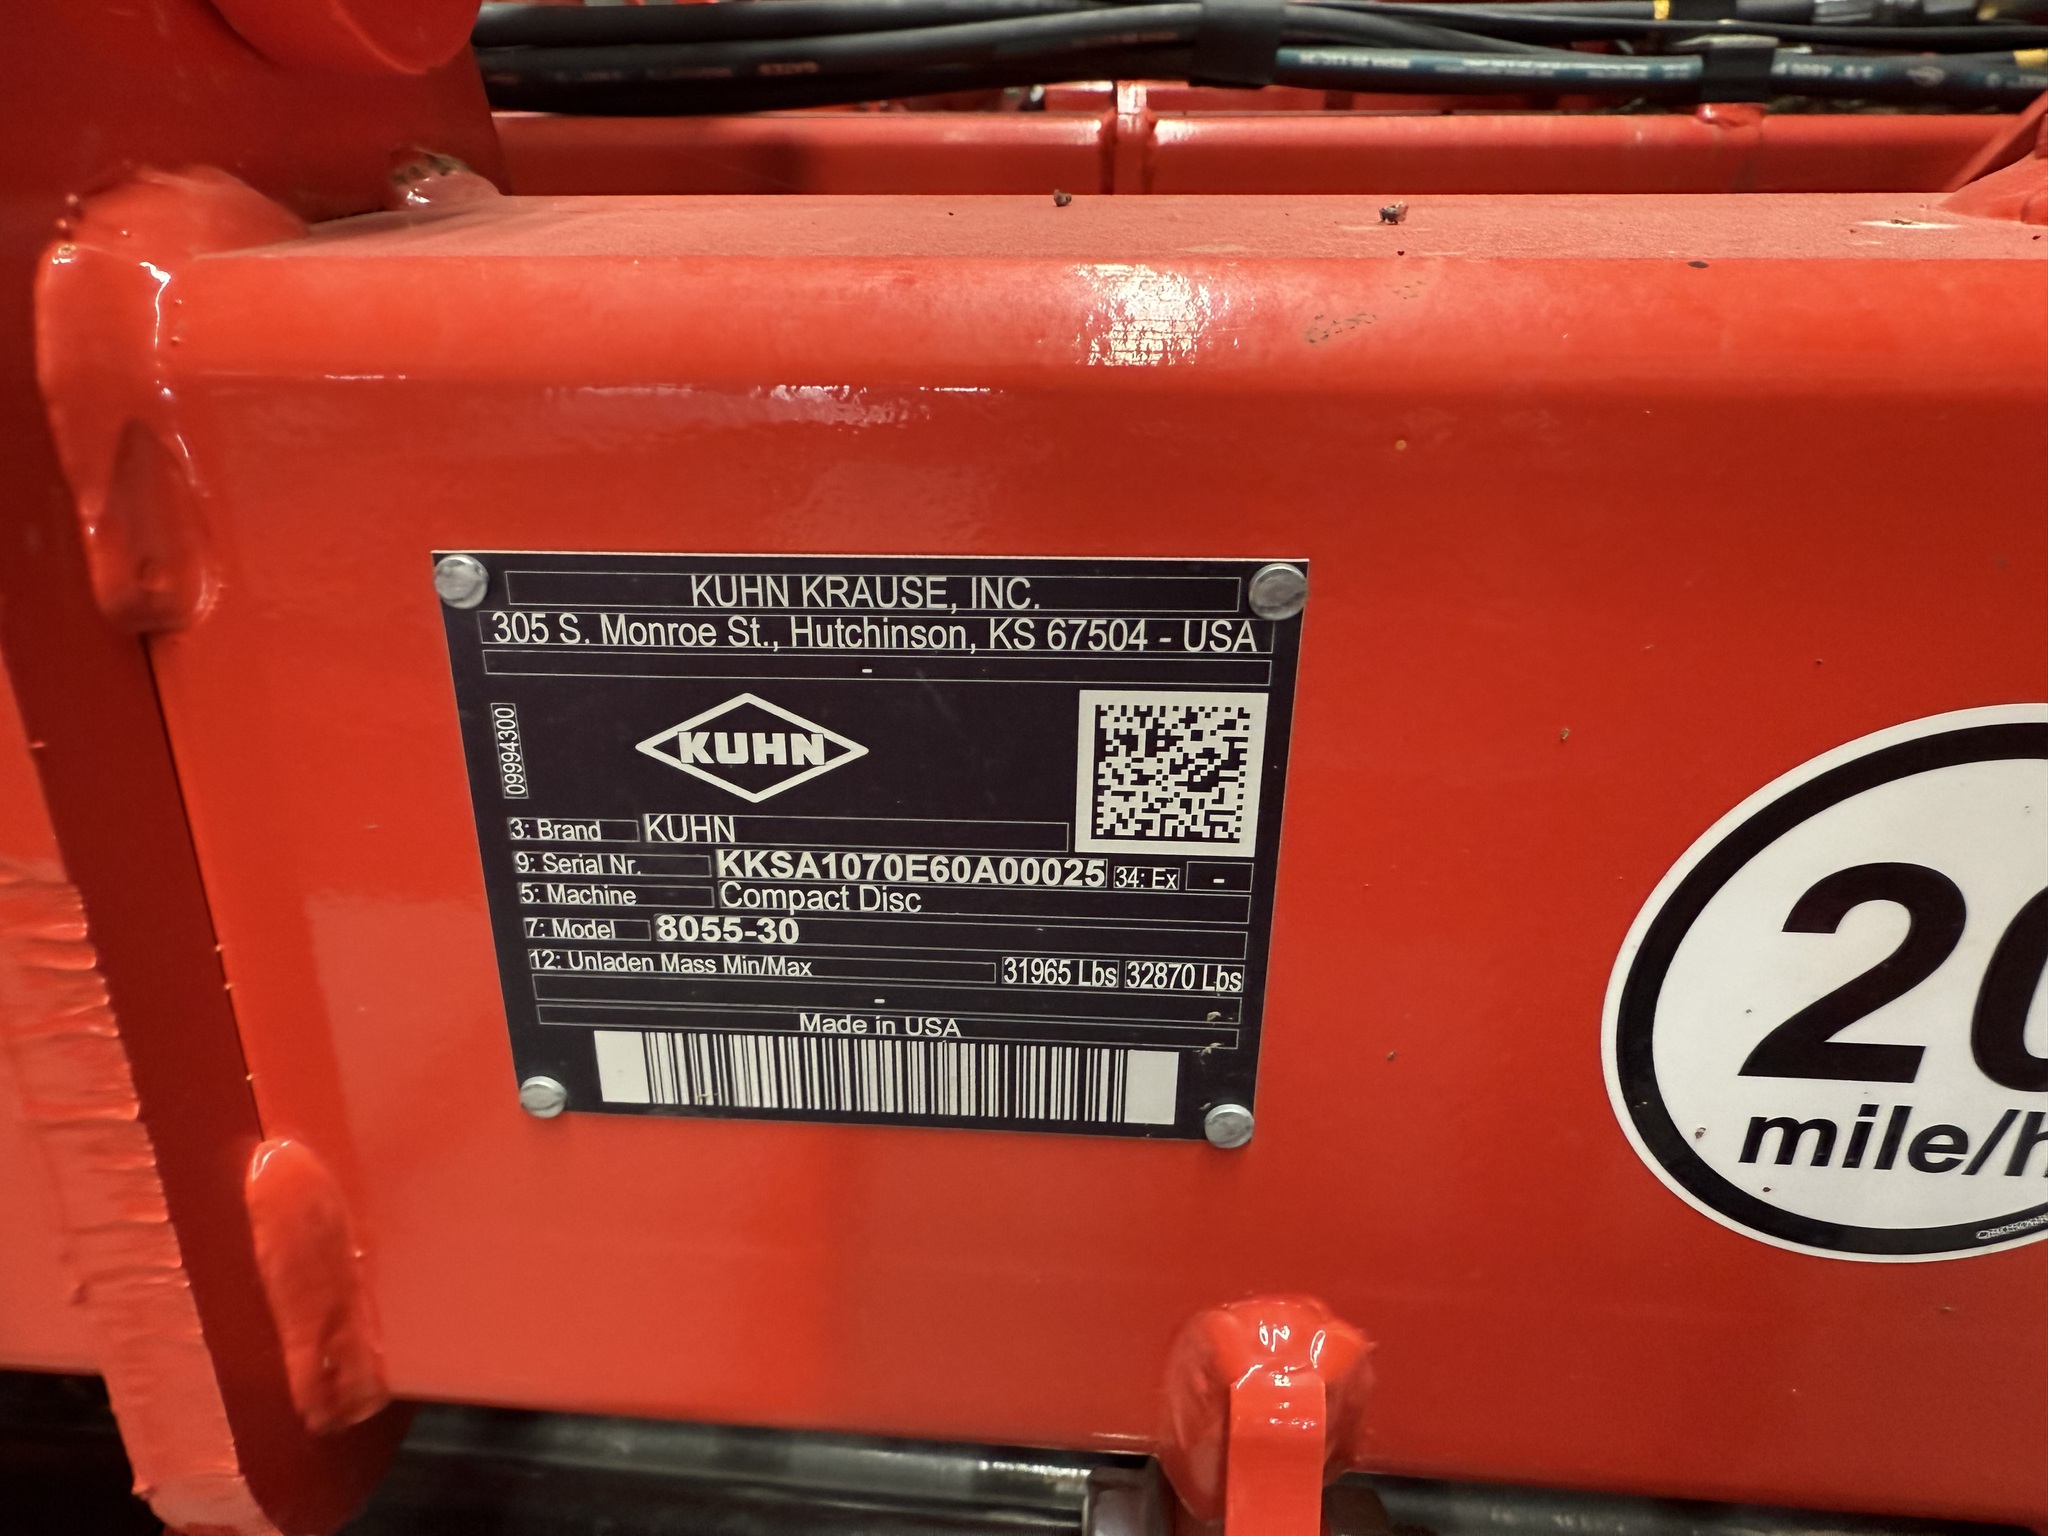 KUHN KRAUSE, INC.
305 S. Monroe St., Hutchinson, KS 67504 - USA
-
09994300
KUHN
3: Brand KUHN
9: Serial Nr. KKSA1070E60A00025 34: Ex -
5: Machine Compact Disc
7: Model 8055-30
12: Unladen Mass Min/Max 31965 Lbs 32870 Lbs
-
Made in USA
20
mile/h